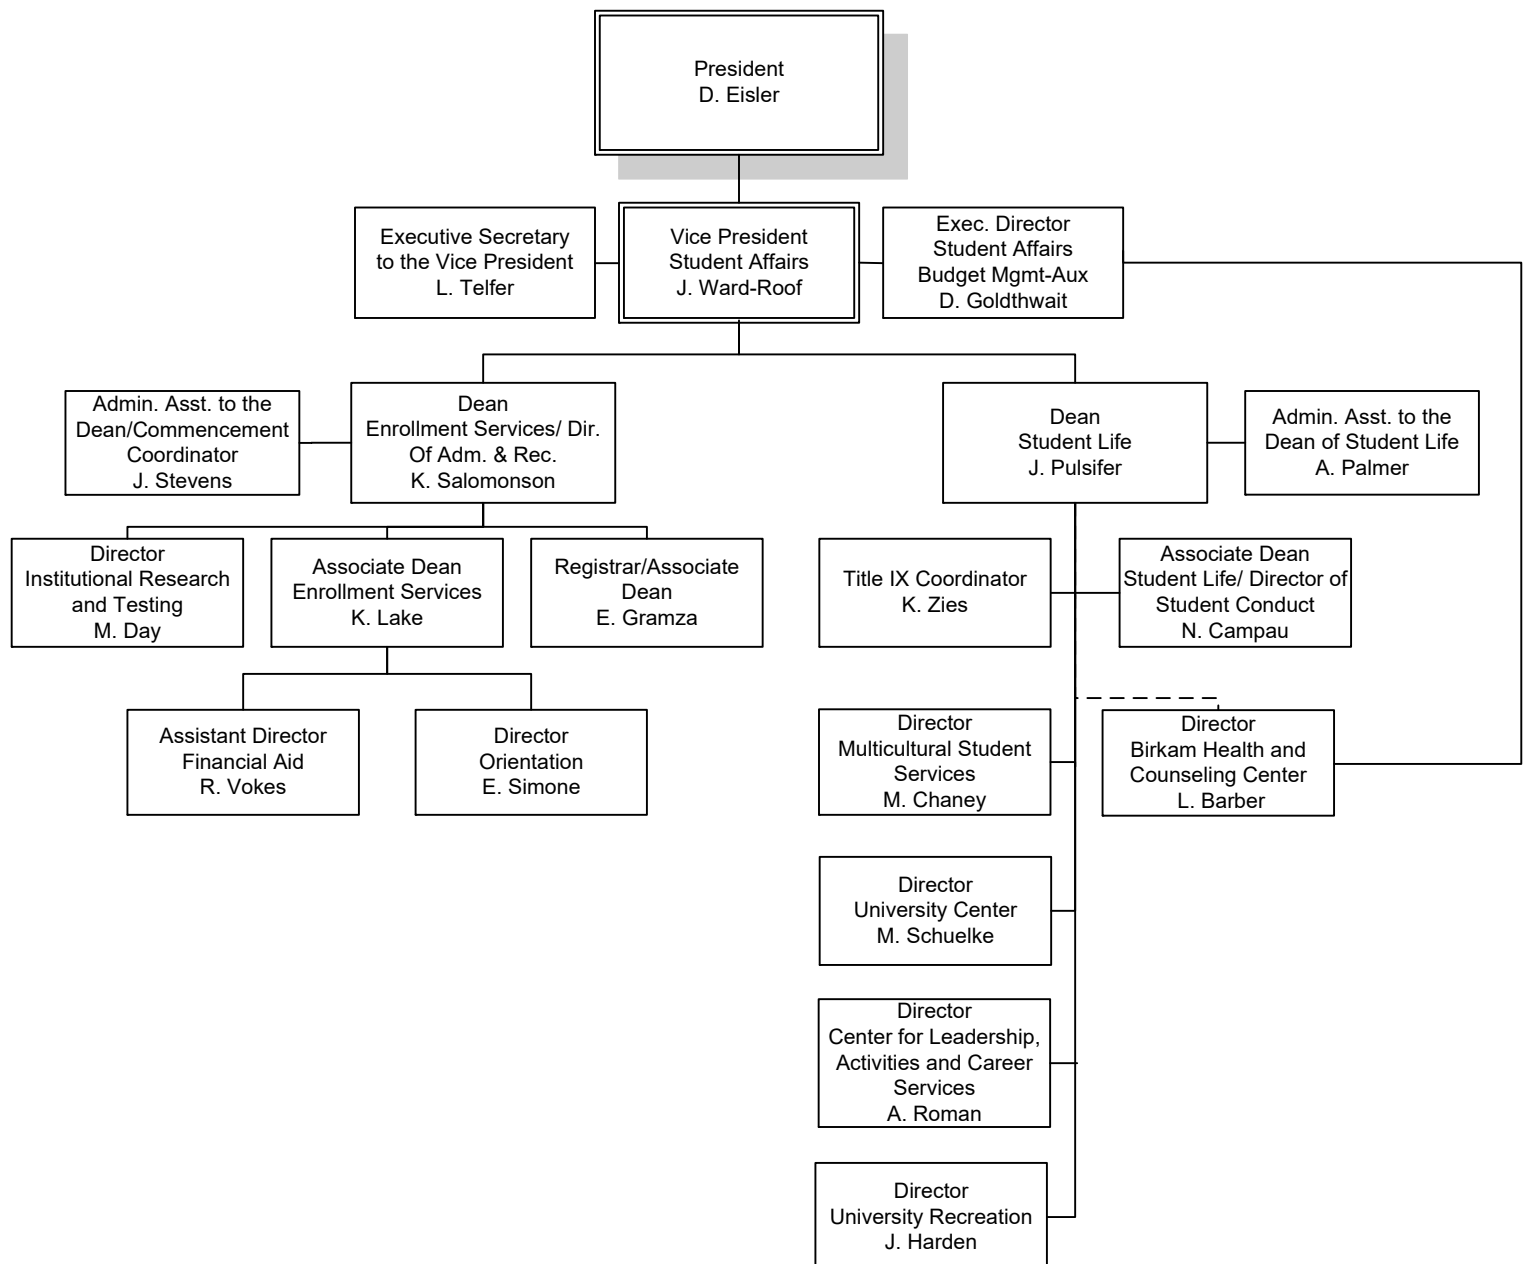 President
D. Eisler
Executive Secretary
to the Vice President
L. Telfer
Vice President
Student Affairs
J. Ward-Roof
Exec. Director
Student Affairs
Budget Mgmt-Aux
D. Goldthwait
Admin. Asst. to the
Dean/Commencement
Coordinator
J. Stevens
Dean
Enrollment Services/ Dir.
Of Adm. & Rec.
K. Salomonson
Dean
Student Life
J. Pulsifer
Admin. Asst. to the
Dean of Student Life
A. Palmer
Director
Institutional Research
and Testing
M. Day
Associate Dean
Enrollment Services
K. Lake
Registrar/Associate
Dean
E. Gramza
Title IX Coordinator
K. Zies
Associate Dean
Student Life/ Director of
Student Conduct
N. Campau
Assistant Director
Financial Aid
R. Vokes
Director
Orientation
E. Simone
Director
Multicultural Student
Services
M. Chaney
Director
Birkam Health and
Counseling Center
L. Barber
Director
University Center
M. Schuelke
Director
Center for Leadership,
Activities and Career
Services
A. Roman
Director
University Recreation
J. Harden